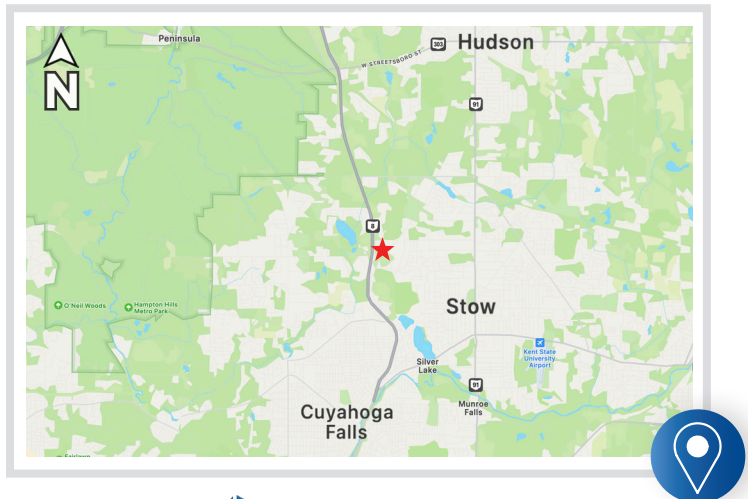 Peninsula
N
303
Hudson
W STREETSBORO ST
91
8
O'Neil Woods
Hampton Hills
Metro Park
Stow
Kent State
University
Airport
Silver
Lake
91
Munroe
Falls
Cuyahoga
Falls
Fairlawn